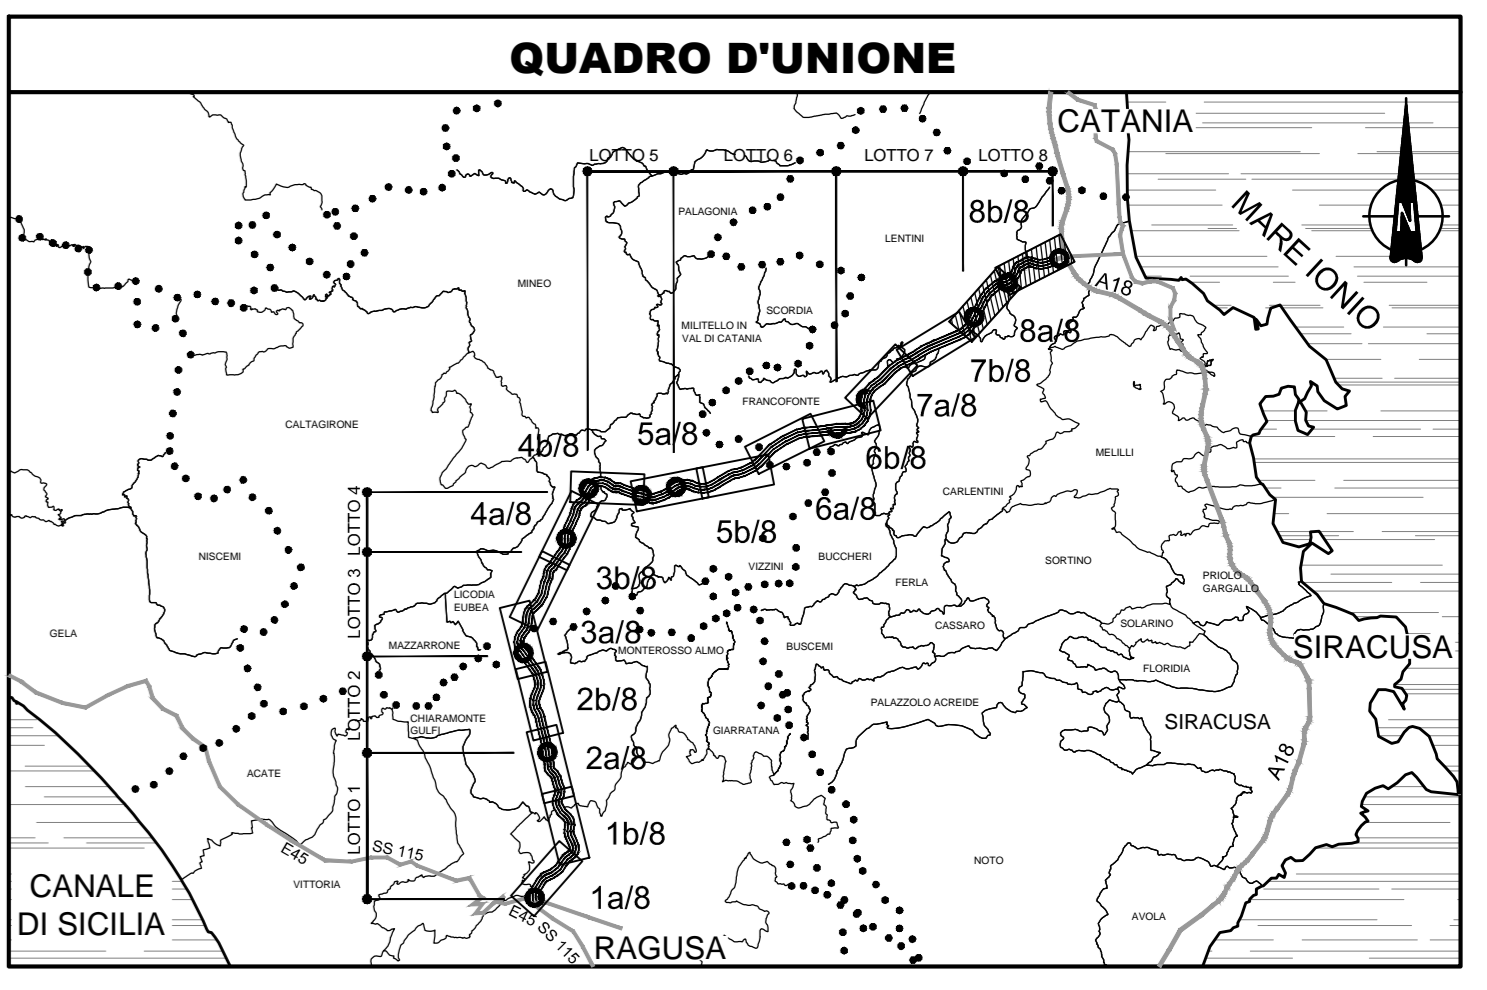 QUADRO D'UNIONE
CATANIA
LOTTO 5
LOTTO 6
LOTTO 7
LOTTO 8
8b/8
PALAGONIA
LENTINI
MARE IONIO
N
MINEO
A18
SCORDIA
MILITELLO IN
VAL DI CATANIA
8a/8
7b/8
FRANCOFONTE
7a/8
CALTAGIRONE
4b/8
5a/8
6b/8
MELILLI
CARLENTINI
LOTTO 4
4a/8
6a/8
5b/8
NISCEMI
VIZZINI
BUCCHERI
SORTINO
FERLA
PRIOLO
GARGALLO
3b/8
LOTTO 3
LICODIA
EUBEA
GELA
MAZZARRONE
3a/8
MONTEROSSO ALMO
BUSCEMI
CASSARO
SOLARINO
SIRACUSA
FLORIDIA
LOTTO 2
2b/8
PALAZZOLO ACREIDE
CHIARAMONTE
GULFI
GIARRATANA
SIRACUSA
ACATE
2a/8
A18
LOTTO 1
1b/8
E45
SS 115
NOTO
VITTORIA
CANALE
DI SICILIA
1a/8
E45 SS 115
RAGUSA
AVOLA